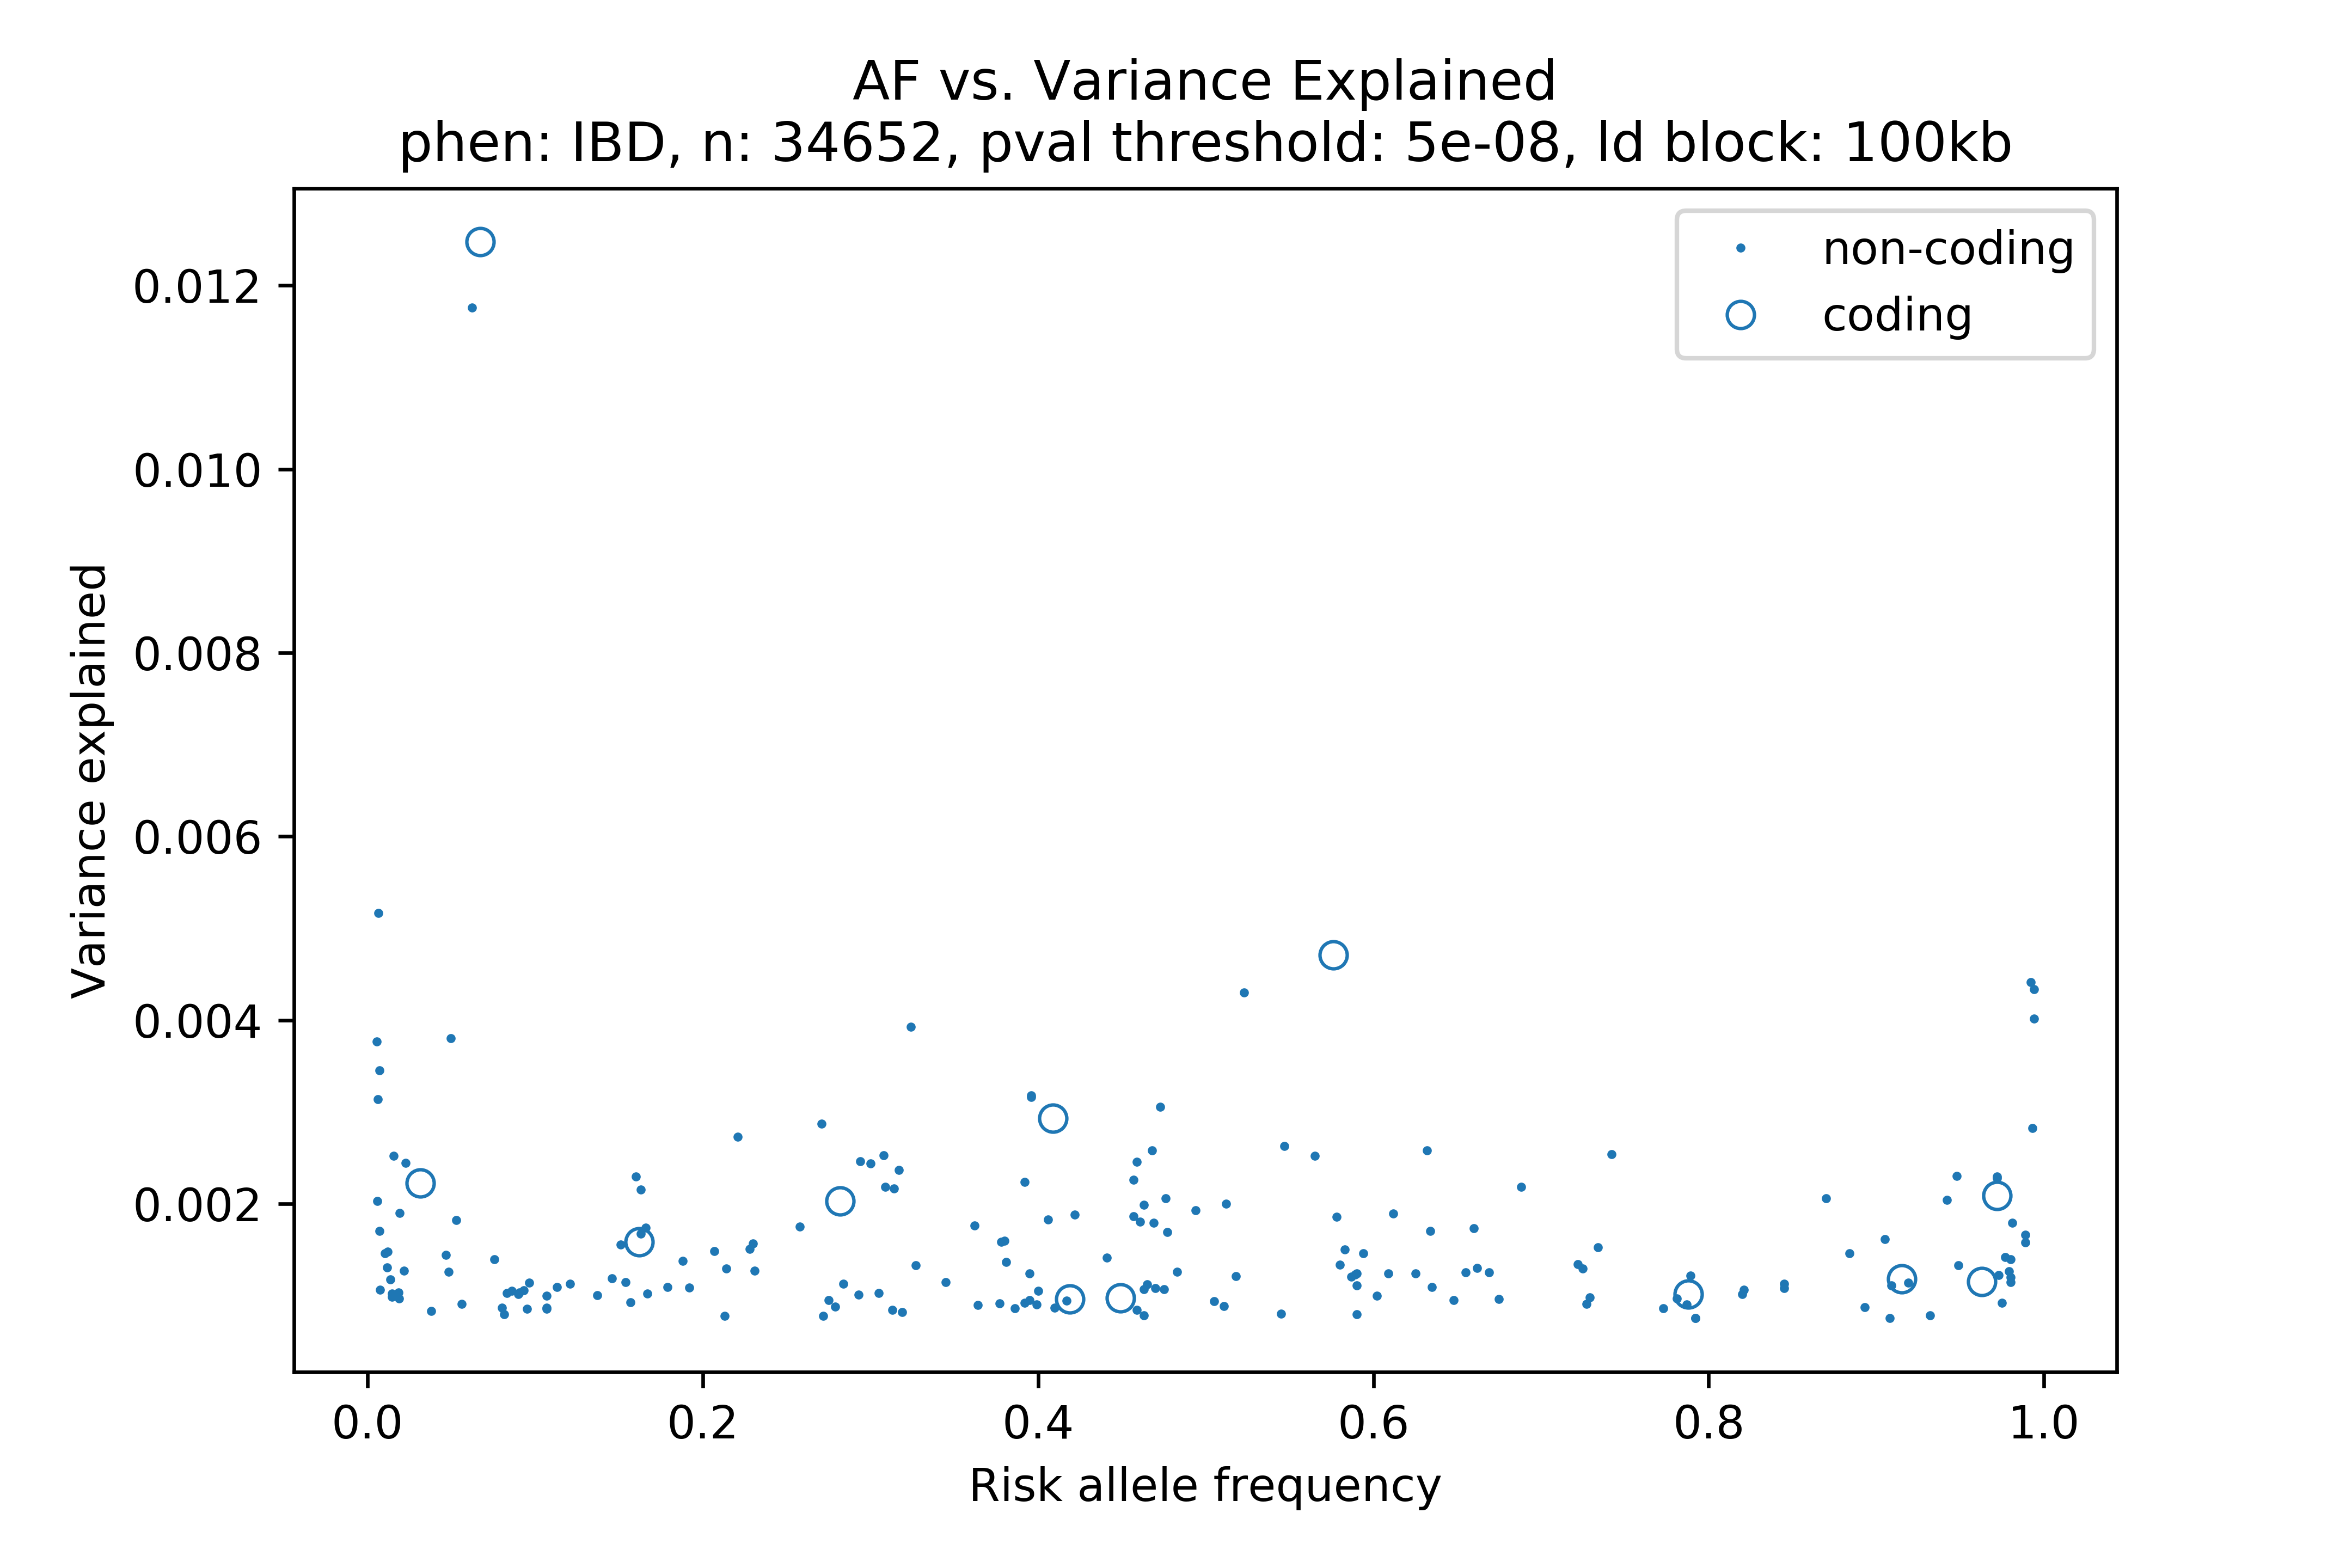 AF vs. Variance Explained
phen: IBD, n: 34652, pval threshold: 5e-08, ld block: 100kb
non-coding
coding
0.012
0.010
0.008
0.006
0.004
0.002
Variance explained
0.0 0.2 0.4 0.6 0.8 1.0
Risk allele frequency